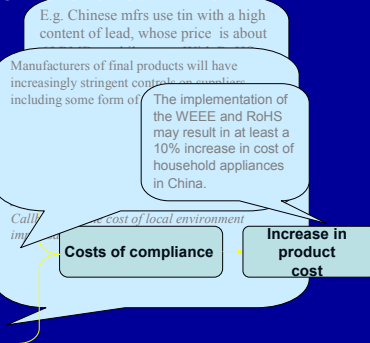 E.g. Chinese mfrs use tin with a high
content of lead, whose price is about
Manufacturers of final products will have
increasingly stringent controls on suppliers
including some form of
The implementation of
the WEEE and RoHS
may result in at least a
10% increase in cost of
household appliances
in China.
cost of local environment
Costs of compliance
Increase in
product
cost